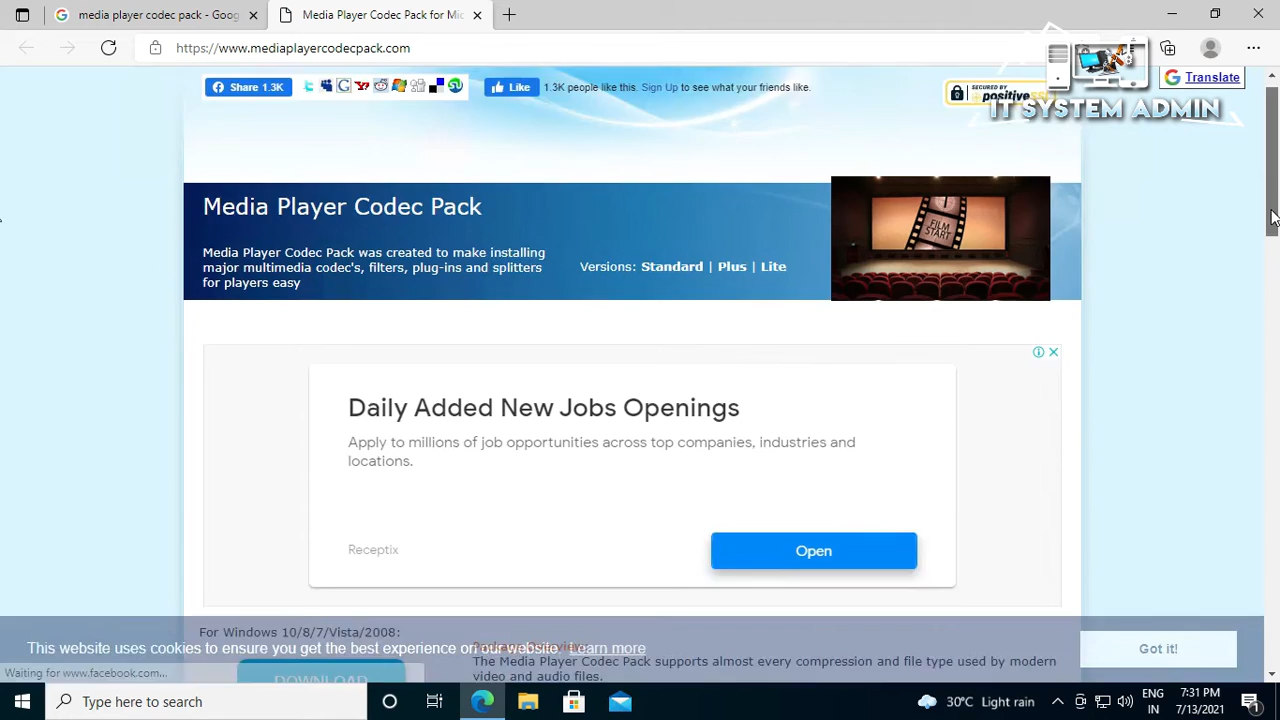 media player codec pack - Goog
Media Player Codec Pack for Mic
https://www.mediaplayercodecpack.com
Share 1.3K
Like
1.3K people like this. Sign Up to see what your friends like.
SECURED BY
Translate
IT SYSTEM ADMIN
Media Player Codec Pack
Media Player Codec Pack was created to make installing
major multimedia codec's, filters, plug-ins and splitters
for players easy
Versions: Standard | Plus | Lite
FILM
START
Daily Added New Jobs Openings
Apply to millions of job opportunities across top companies, industries and
locations.
Receptix
Open
For Windows 10/8/7/Vista/2008:
This website uses cookies to ensure you get the best experience on our website. Learn more
Got it!
The Media Player Codec Pack supports almost every compression and file type used by modern
video and audio files.
DOWNLOAD
Waiting for www.facebook.com...
Type here to search
30°C Light rain
ENG
IN
7:31 PM
7/13/2021
1